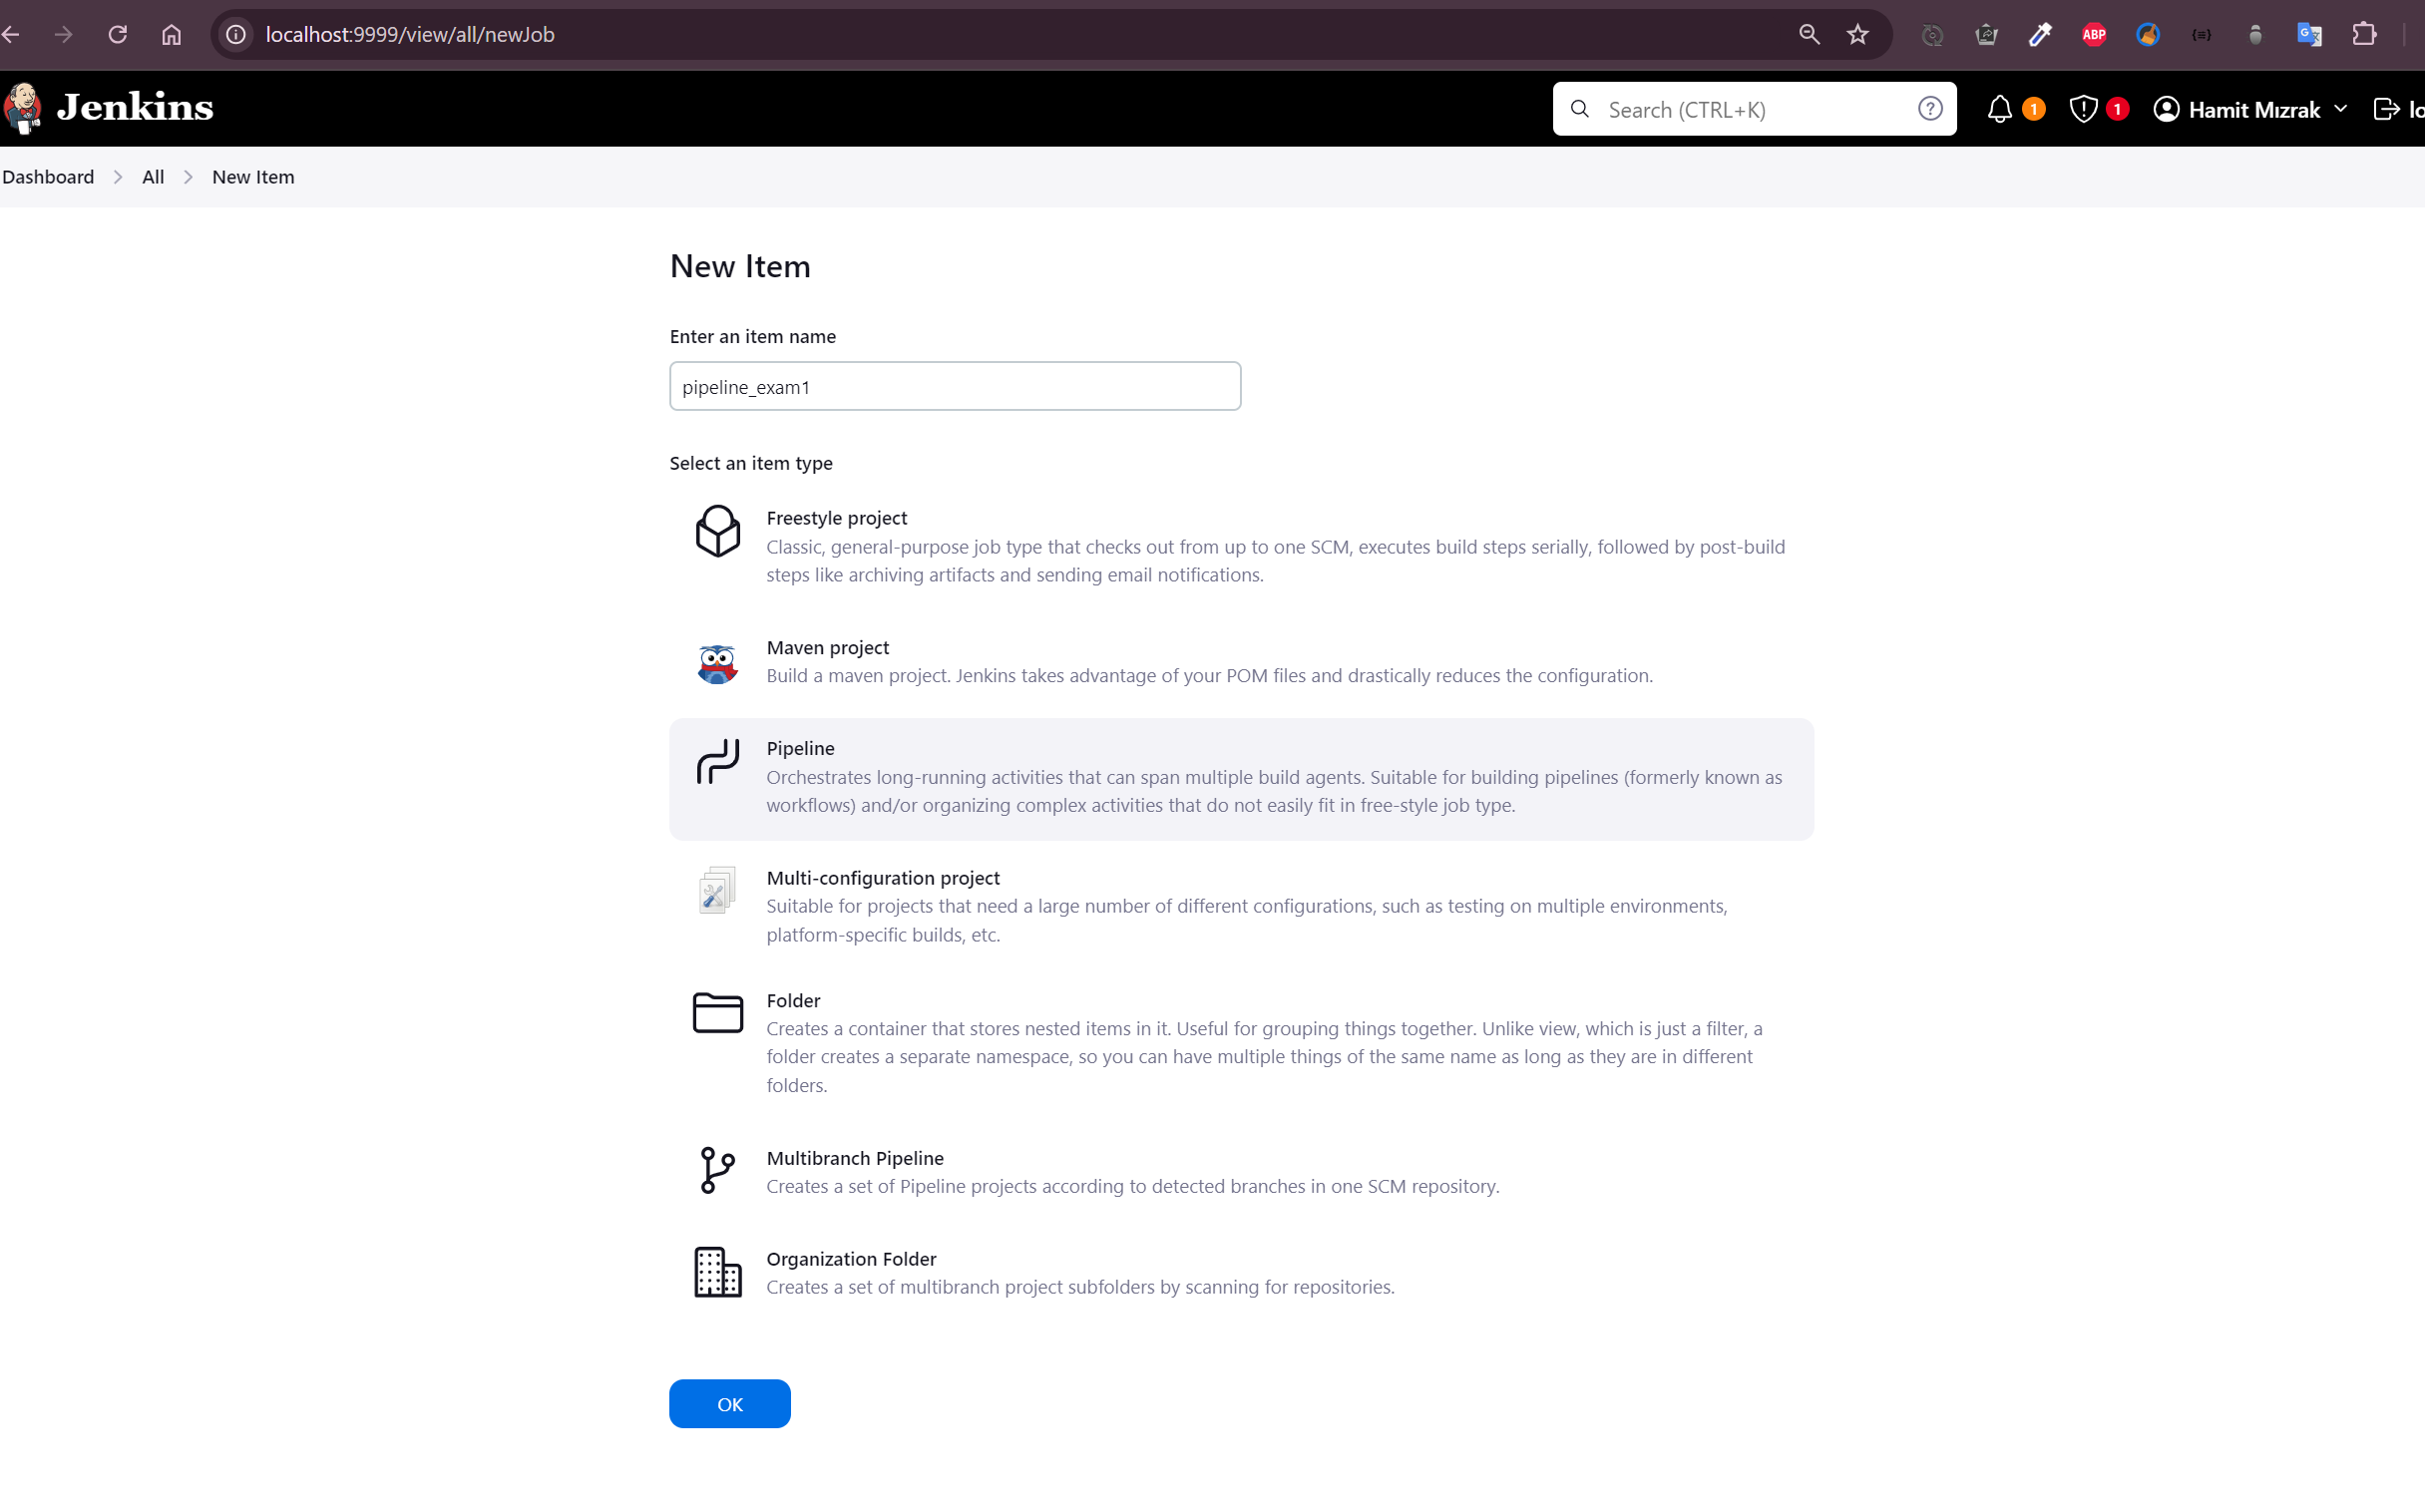 localhost:9999/view/all/newJob
ABP
Jenkins
Search (CTRL+K)
1
1
Hamit Mızrak
Dashboard > All > New Item
New Item
Enter an item name
pipeline_exam1
Select an item type
Freestyle project
Classic, general-purpose job type that checks out from up to one SCM, executes build steps serially, followed by post-build
steps like archiving artifacts and sending email notifications.
Maven project
Build a maven project. Jenkins takes advantage of your POM files and drastically reduces the configuration.
Pipeline
Orchestrates long-running activities that can span multiple build agents. Suitable for building pipelines (formerly known as
workflows) and/or organizing complex activities that do not easily fit in free-style job type.
Multi-configuration project
Suitable for projects that need a large number of different configurations, such as testing on multiple environments,
platform-specific builds, etc.
Folder
Creates a container that stores nested items in it. Useful for grouping things together. Unlike view, which is just a filter, a
folder creates a separate namespace, so you can have multiple things of the same name as long as they are in different
folders.
Multibranch Pipeline
Creates a set of Pipeline projects according to detected branches in one SCM repository.
Organization Folder
Creates a set of multibranch project subfolders by scanning for repositories.
OK